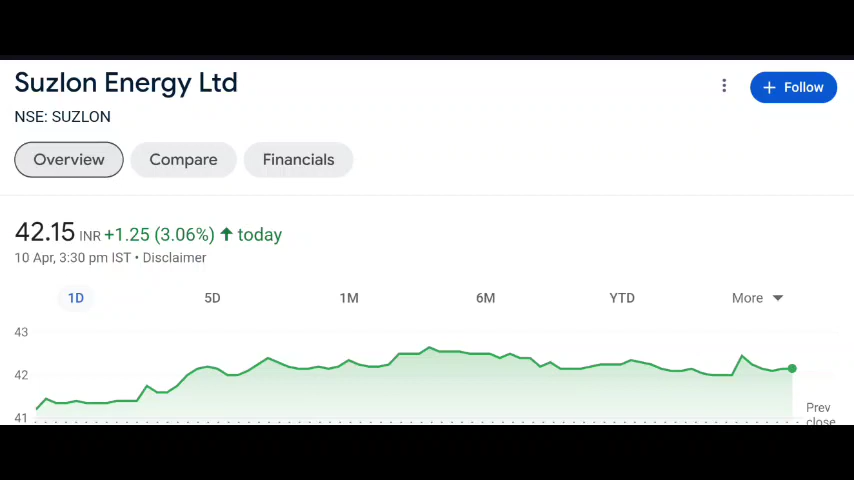 Suzlon Energy Ltd
+ Follow
NSE: SUZLON
Overview Compare Financials
42.15 INR +1.25 (3.06%) ↑ today
10 Apr, 3:30 pm IST • Disclaimer
1D 5D 1M 6M YTD More
43
42
41
Prev
close